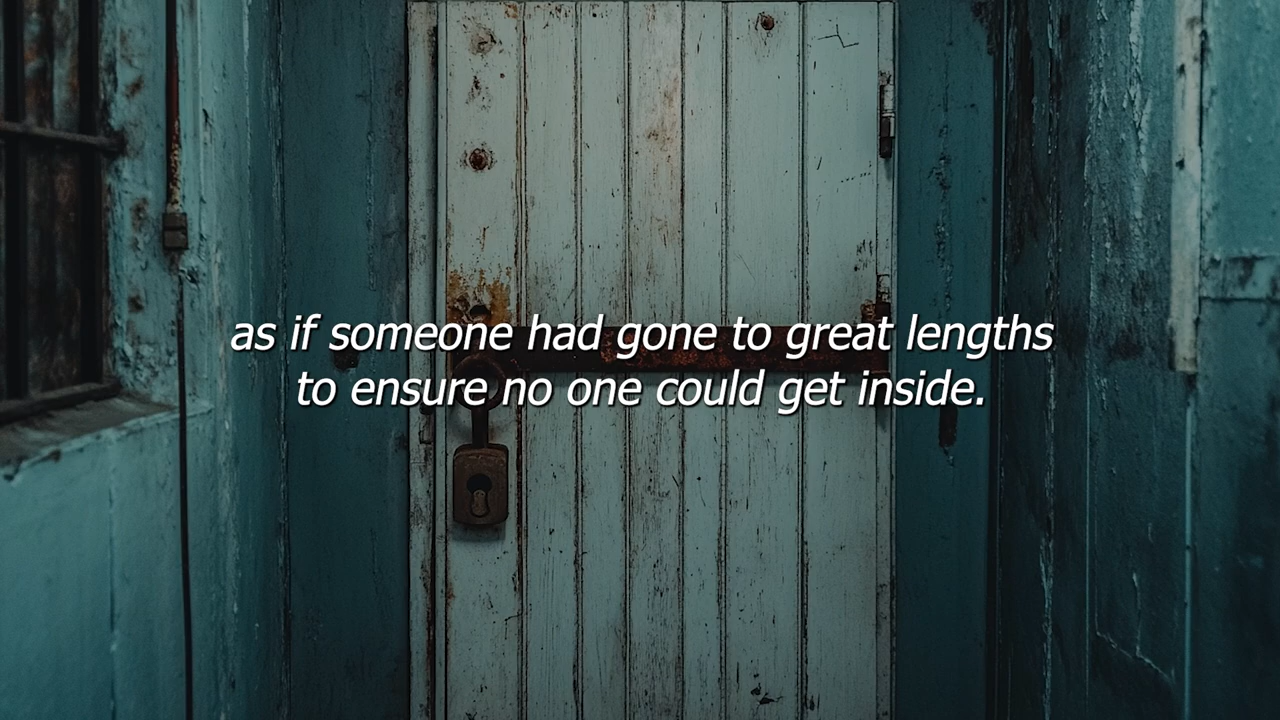 as if someone had gone to great lengths
to ensure no one could get inside.